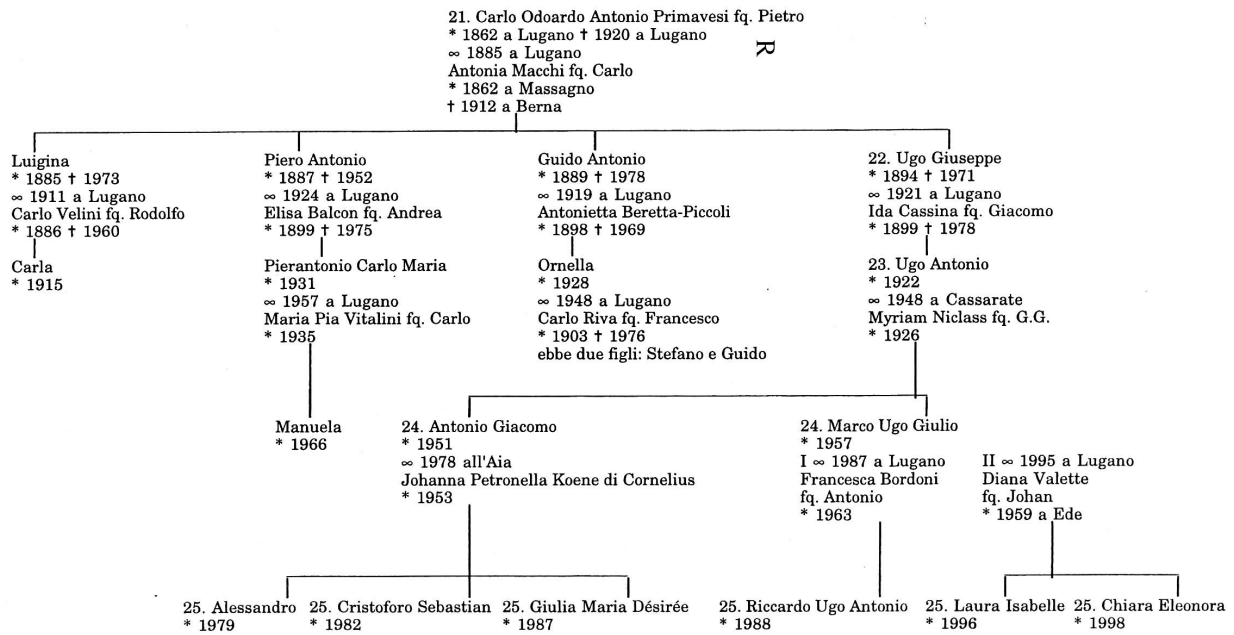 21. Carlo Odoardo Antonio Primavesi fq. Pietro
* 1862 a Lugano † 1920 a Lugano
∞ 1885 a Lugano
R
Antonia Macchi fq. Carlo
* 1862 a Massagno
† 1912 a Berna
Luigina
* 1885 † 1973
∞ 1911 a Lugano
Carlo Velini fq. Rodolfo
* 1886 † 1960
Carla
* 1915
Piero Antonio
* 1887 † 1952
∞ 1924 a Lugano
Elisa Balcon fq. Andrea
* 1899 † 1975
Pierantonio Carlo Maria
* 1931
∞ 1957 a Lugano
Maria Pia Vitalini fq. Carlo
* 1935
Manuela
* 1966
Guido Antonio
* 1889 † 1978
∞ 1919 a Lugano
Antonietta Beretta-Piccoli
* 1898 † 1969
Ornella
* 1928
∞ 1948 a Lugano
Carlo Riva fq. Francesco
* 1903 † 1976
ebbe due figli: Stefano e Guido
22. Ugo Giuseppe
* 1894 † 1971
∞ 1921 a Lugano
Ida Cassina fq. Giacomo
* 1899 † 1978
23. Ugo Antonio
* 1922
∞ 1948 a Cassarate
Myriam Niclass fq. G.G.
* 1926
24. Antonio Giacomo
* 1951
∞ 1978 all'Aia
Johanna Petronella Koene di Cornelius
* 1953
24. Marco Ugo Giulio
* 1957
I ∞ 1987 a Lugano
Francesca Bordoni
fq. Antonio
* 1963
II ∞ 1995 a Lugano
Diana Valette
fq. Johan
* 1959 a Ede
25. Alessandro
* 1979
25. Cristoforo Sebastian
* 1982
25. Giulia Maria Désirée
* 1987
25. Riccardo Ugo Antonio
* 1988
25. Laura Isabelle
* 1996
25. Chiara Eleonora
* 1998